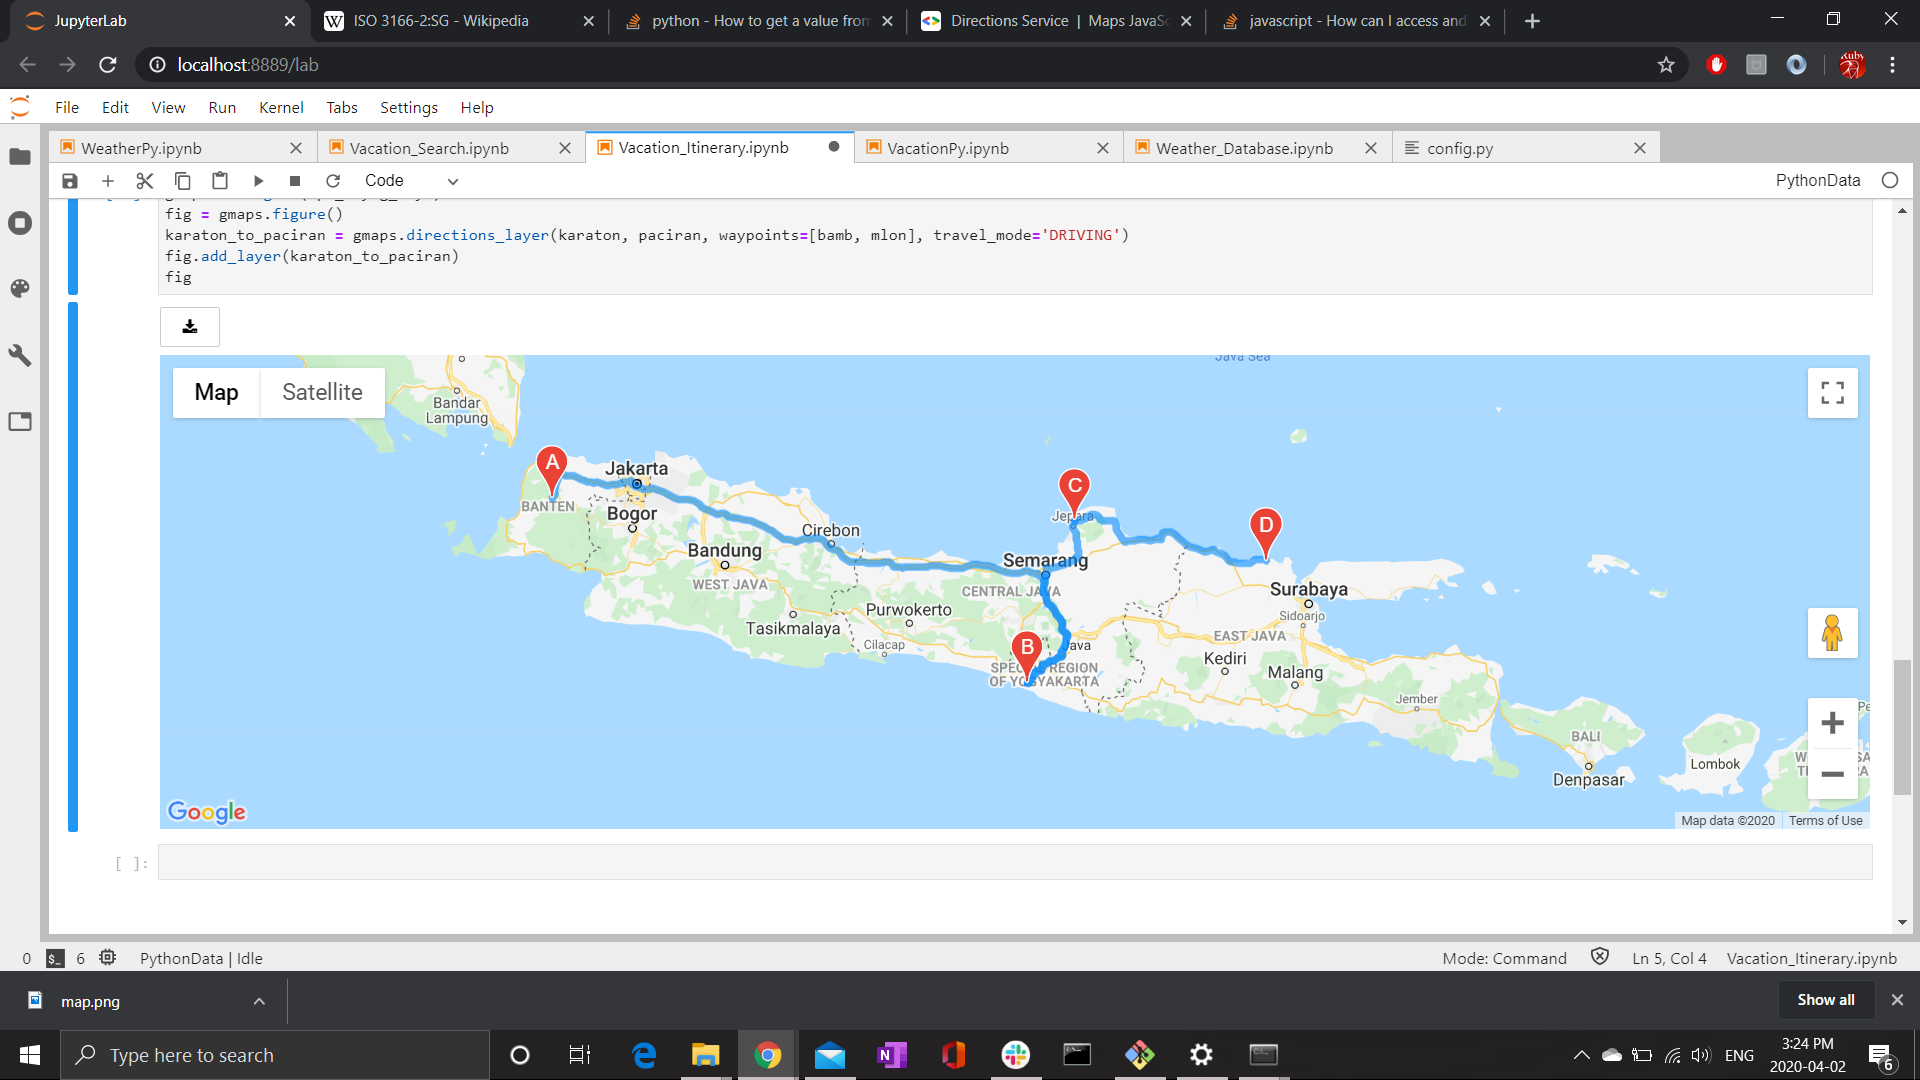 JupyterLab
ISO 3166-2:SG - Wikipedia
python - How to get a value from
Directions Service | Maps JavaSc
javascript - How can I access and
localhost:8889/lab
File Edit View Run Kernel Tabs Settings Help
WeatherPy.ipynb
Vacation_Search.ipynb
Vacation_Itinerary.ipynb
VacationPy.ipynb
Weather_Database.ipynb
config.py
Code
PythonData
fig = gmaps.figure()
karaton_to_paciran = gmaps.directions_layer(karaton, paciran, waypoints=[bamb, mlon], travel_mode='DRIVING')
fig.add_layer(karaton_to_paciran)
fig
Java Sea
Map Satellite
Bandar
Lampung
A
Jakarta
C
BANTEN
Bogor
Jepara
D
Cirebon
Bandung
Semarang
WEST JAVA
CENTRAL JAVA
Surabaya
Purwokerto
Sidoarjo
Tasikmalaya
EAST JAVA
Cilacap
B
Java
Kediri
SPECIAL REGION
OF YOGYAKARTA
Malang
Jember
BALI
Lombok
Denpasar
Google
Map data ©2020 Terms of Use
[ ]:
0 $_ 6 PythonData | Idle
Mode: Command Ln 5, Col 4 Vacation_Itinerary.ipynb
map.png
Show all
Type here to search
ENG
3:24 PM
2020-04-02
6